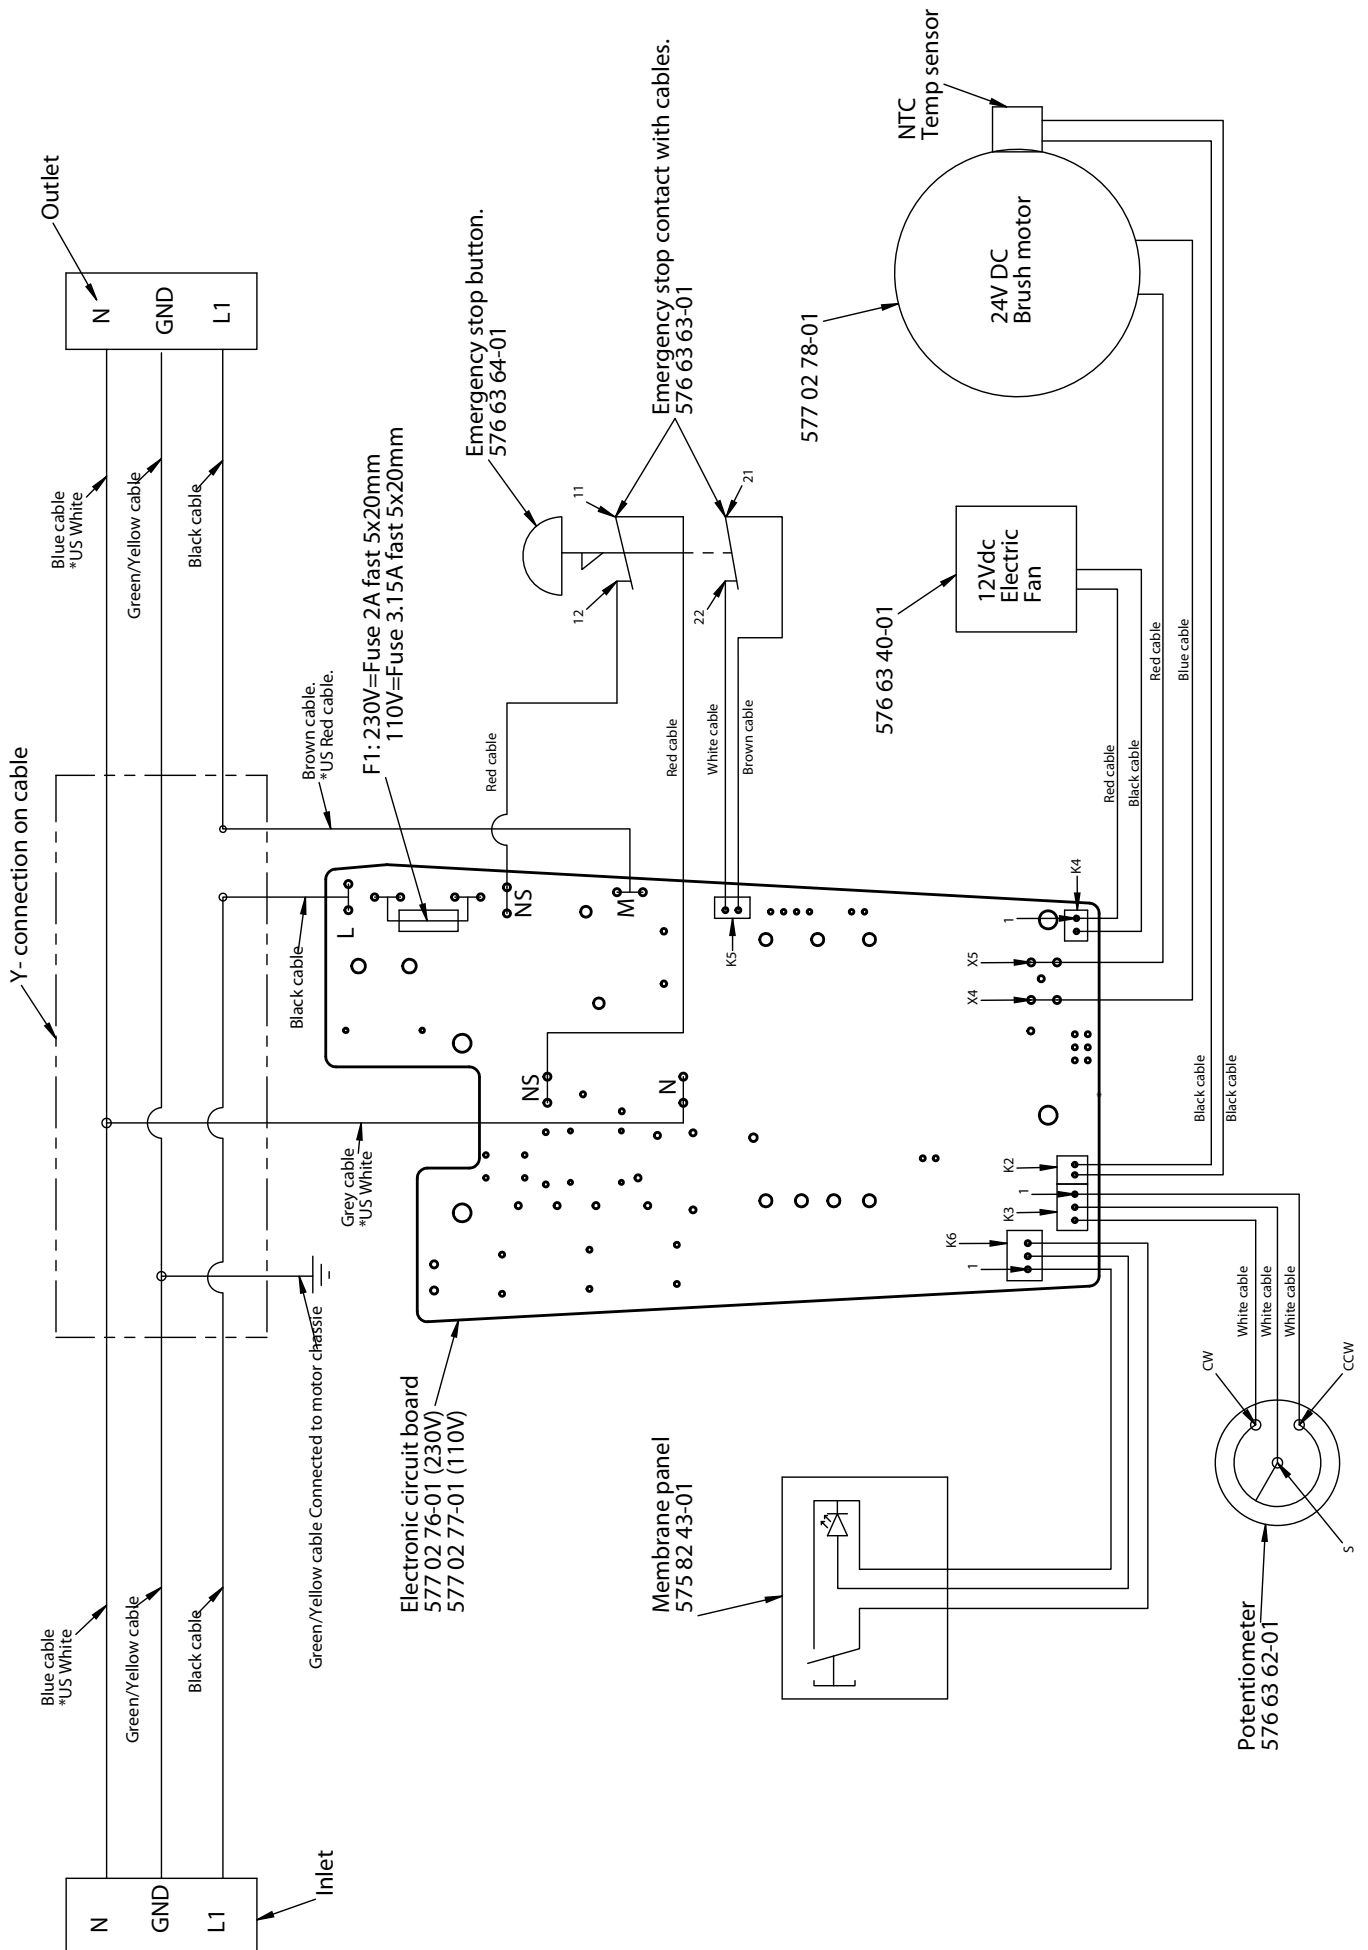 Y- connection on cable
Inlet
N
GND
L1
Blue cable
*US White
Green/Yellow cable
Black cable
Green/Yellow cable Connected to motor chassie
Grey cable
*US White
Black cable
Brown cable.
*US Red cable.
Blue cable
*US White
Green/Yellow cable
Black cable
Outlet
N
GND
L1
F1: 230V=Fuse 2A fast 5x20mm
110V=Fuse 3.15A fast 5x20mm
Emergency stop button.
576 63 64-01
Emergency stop contact with cables.
576 63 63-01
11
12
21
22
Red cable
Red cable
White cable
Brown cable
L
NS
M
NS
N
K5
Electronic circuit board
577 02 76-01 (230V)
577 02 77-01 (110V)
Membrane panel
575 82 43-01
Potentiometer
576 63 62-01
CW
CCW
S
White cable
White cable
White cable
K6
1
K3
1
K2
X4
X5
1
K4
Black cable
Black cable
Red cable
Black cable
Red cable
Blue cable
576 63 40-01
12Vdc
Electric
Fan
577 02 78-01
24V DC
Brush motor
NTC
Temp sensor